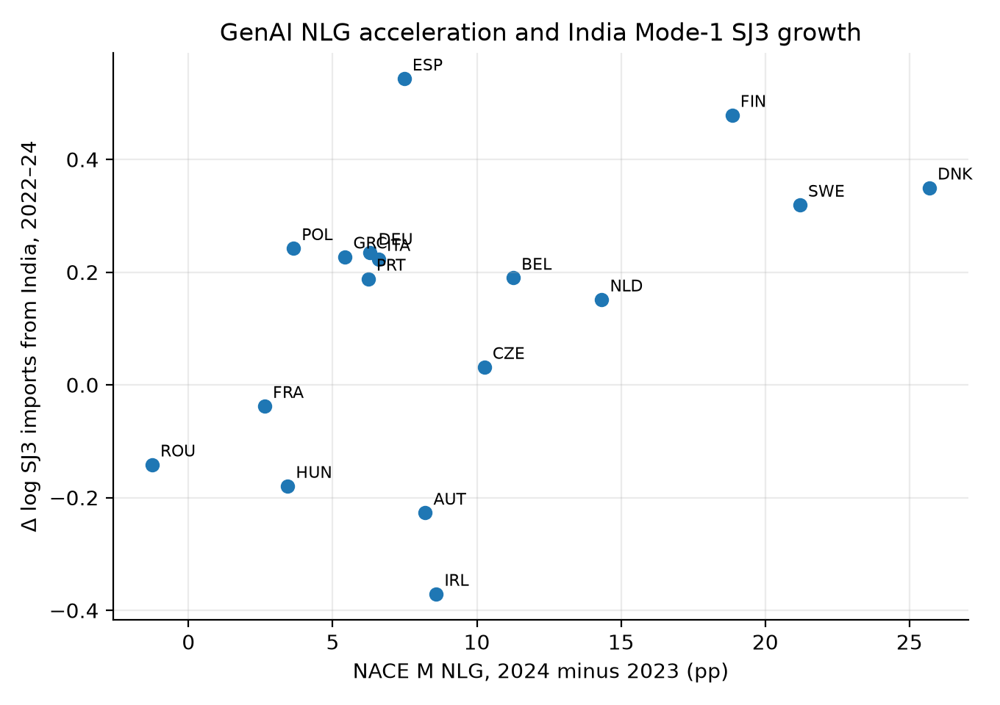 GenAI NLG acceleration and India Mode-1 SJ3 growth
Δ log SJ3 imports from India, 2022–24
0.4
0.2
0.0
−0.2
−0.4
ESP
FIN
DNK
SWE
POL
GRC
DEU
ITA
PRT
BEL
NLD
CZE
FRA
ROU
HUN
AUT
IRL
0 5 10 15 20 25
NACE M NLG, 2024 minus 2023 (pp)